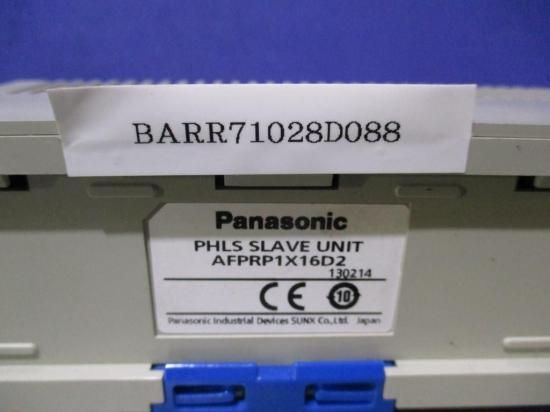 BARR71028D088
Panasonic
PHLS SLAVE UNIT
AFPRP1X16D2
130214
CE 10
Panasonic Industrial Devices SUNX Co.,Ltd. Japan